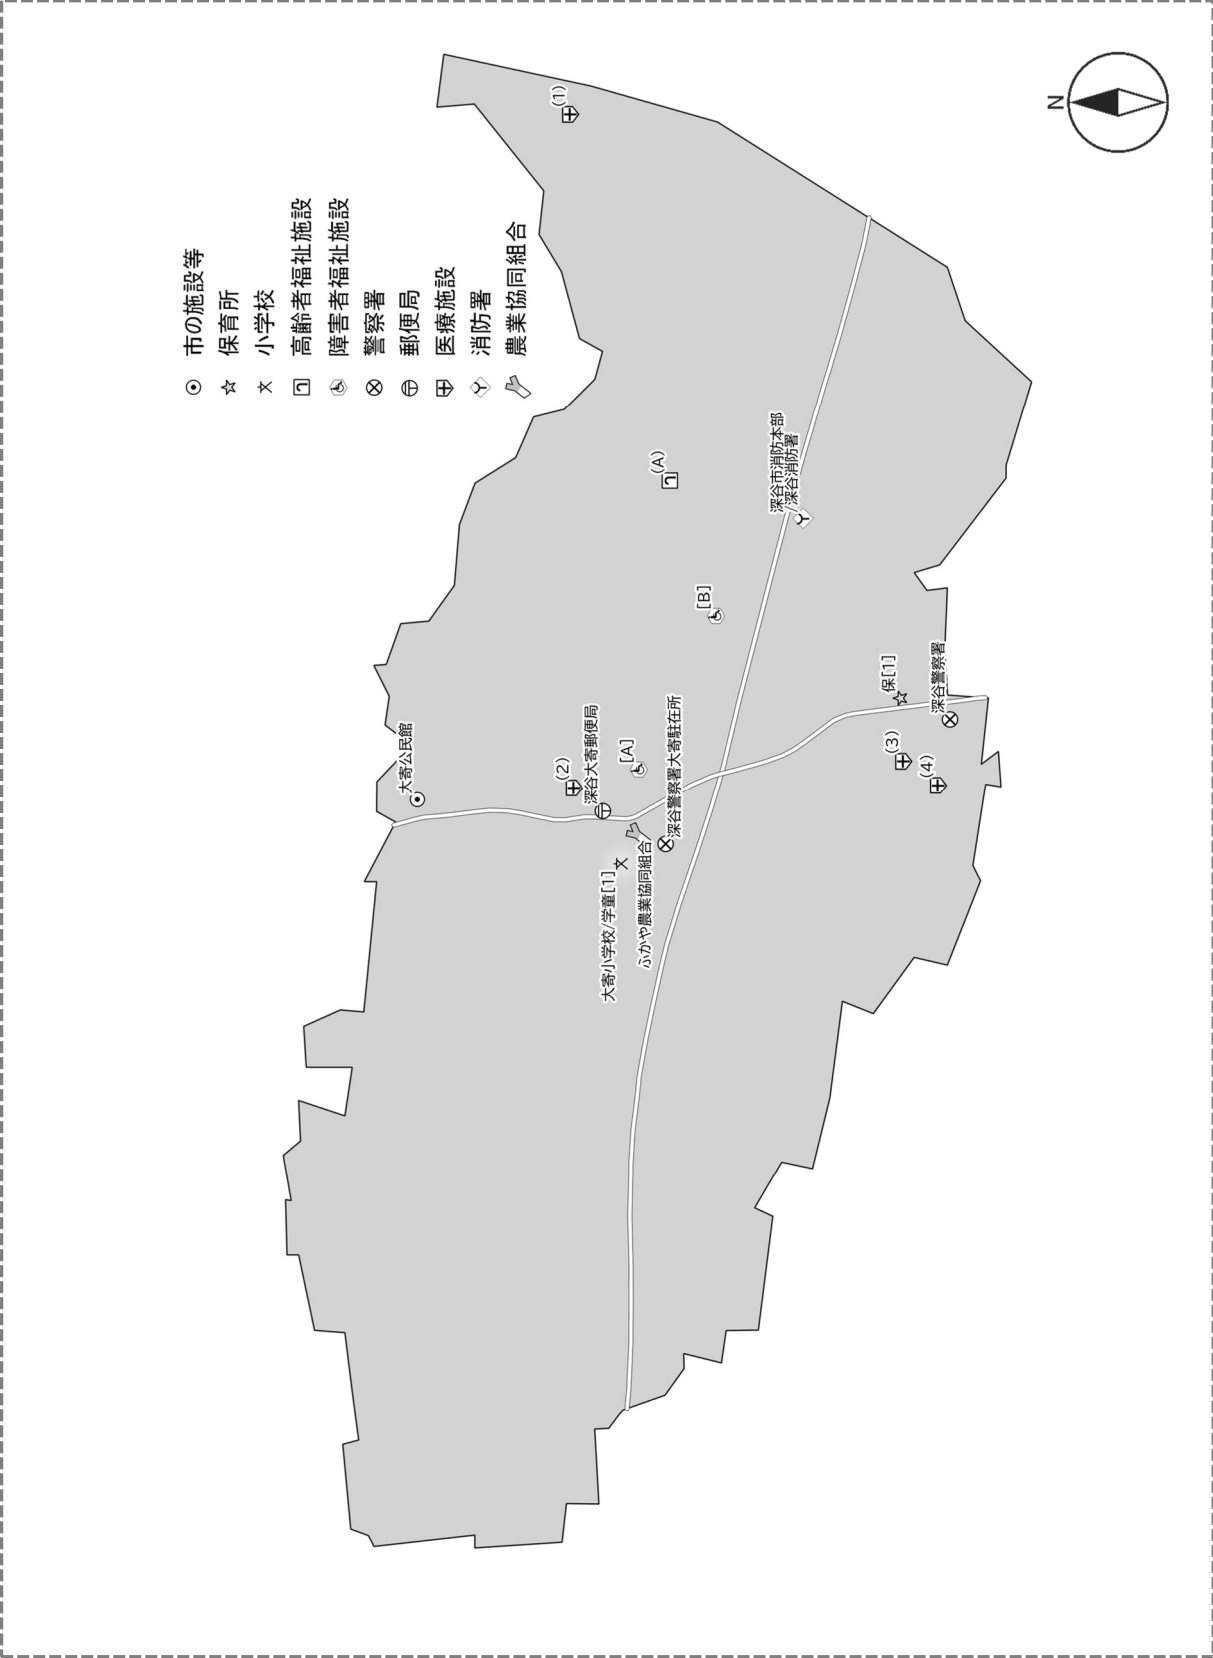 N
市の施設等
保育所
小学校
高齢者福祉施設
障害者福祉施設
警察署
郵便局
医療施設
消防署
農業協同組合
(1)
(A)
深谷市消防本部
/深谷消防署
[B]
大寄公民館
(2)
深谷大寄郵便局
[A]
深谷警察署大寄駐在所
大寄小学校/学童[1]
文
ふかや農業協同組合
保[1]
深谷警察署
(3)
(4)